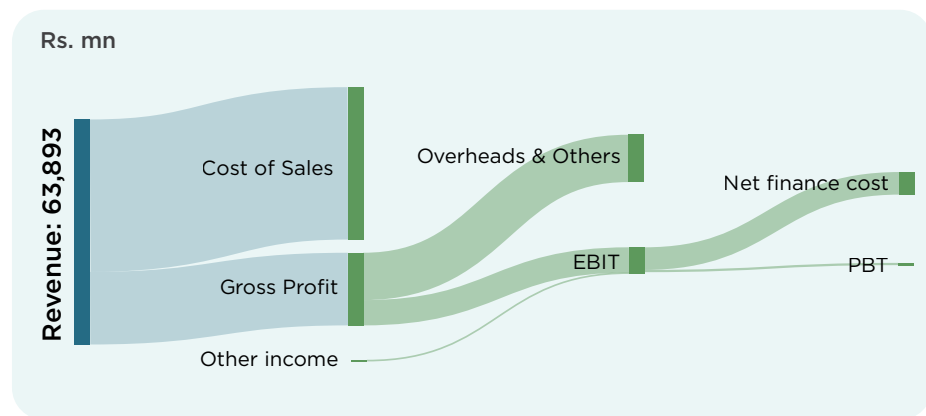 Rs. mn
Revenue: 63,893
Cost of Sales
Gross Profit
Other income
Overheads & Others
EBIT
Net finance cost
PBT